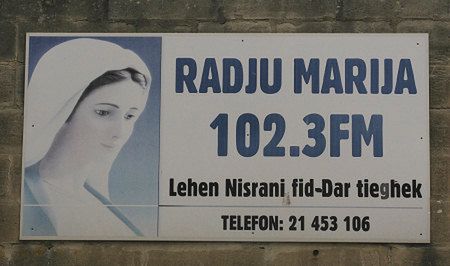 RADJU MARIJA
102.3FM
Lehen Nisrani fid-Dar tieghek
TELEFON: 21 453 106